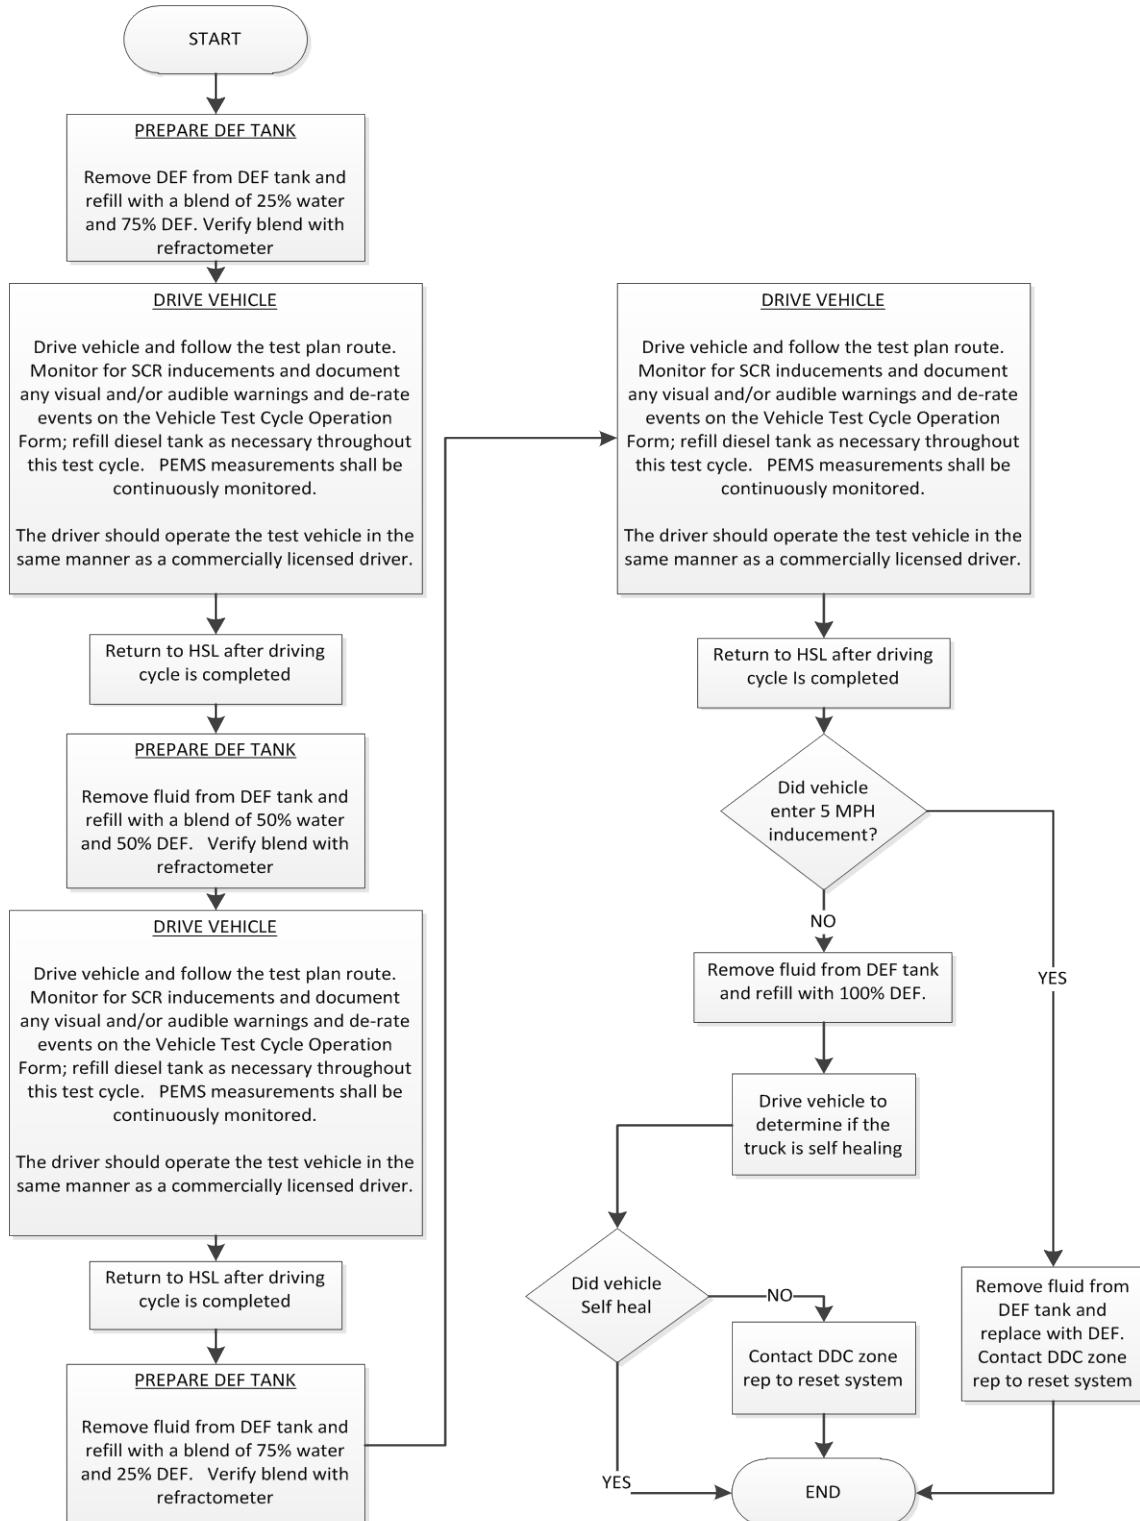 START
PREPARE DEF TANK
Remove DEF from DEF tank and
refill with a blend of 25% water
and 75% DEF. Verify blend with
refractometer
DRIVE VEHICLE
Drive vehicle and follow the test plan route.
Monitor for SCR inducements and document
any visual and/or audible warnings and de-rate
events on the Vehicle Test Cycle Operation
Form; refill diesel tank as necessary throughout
this test cycle.   PEMS measurements shall be
continuously monitored.
The driver should operate the test vehicle in the
same manner as a commercially licensed driver.
Return to HSL after driving
cycle is completed
PREPARE DEF TANK
Remove fluid from DEF tank and
refill with a blend of 50% water
and 50% DEF.   Verify blend with
refractometer
DRIVE VEHICLE
Drive vehicle and follow the test plan route.
Monitor for SCR inducements and document
any visual and/or audible warnings and de-rate
events on the Vehicle Test Cycle Operation
Form; refill diesel tank as necessary throughout
this test cycle.   PEMS measurements shall be
continuously monitored.
The driver should operate the test vehicle in the
same manner as a commercially licensed driver.
Return to HSL after driving
cycle is completed
PREPARE DEF TANK
Remove fluid from DEF tank and
refill with a blend of 75% water
and 25% DEF.   Verify blend with
refractometer
DRIVE VEHICLE
Drive vehicle and follow the test plan route.
Monitor for SCR inducements and document
any visual and/or audible warnings and de-rate
events on the Vehicle Test Cycle Operation
Form; refill diesel tank as necessary throughout
this test cycle.   PEMS measurements shall be
continuously monitored.
The driver should operate the test vehicle in the
same manner as a commercially licensed driver.
Return to HSL after driving
cycle Is completed
Did vehicle
enter 5 MPH
inducement?
NO
Remove fluid from DEF tank
and refill with 100% DEF.
Drive vehicle to
determine if the
truck is self healing
Did vehicle
Self heal
NO
Contact DDC zone
rep to reset system
YES
YES
Remove fluid from
DEF tank and
replace with DEF.
Contact DDC zone
rep to reset system
END